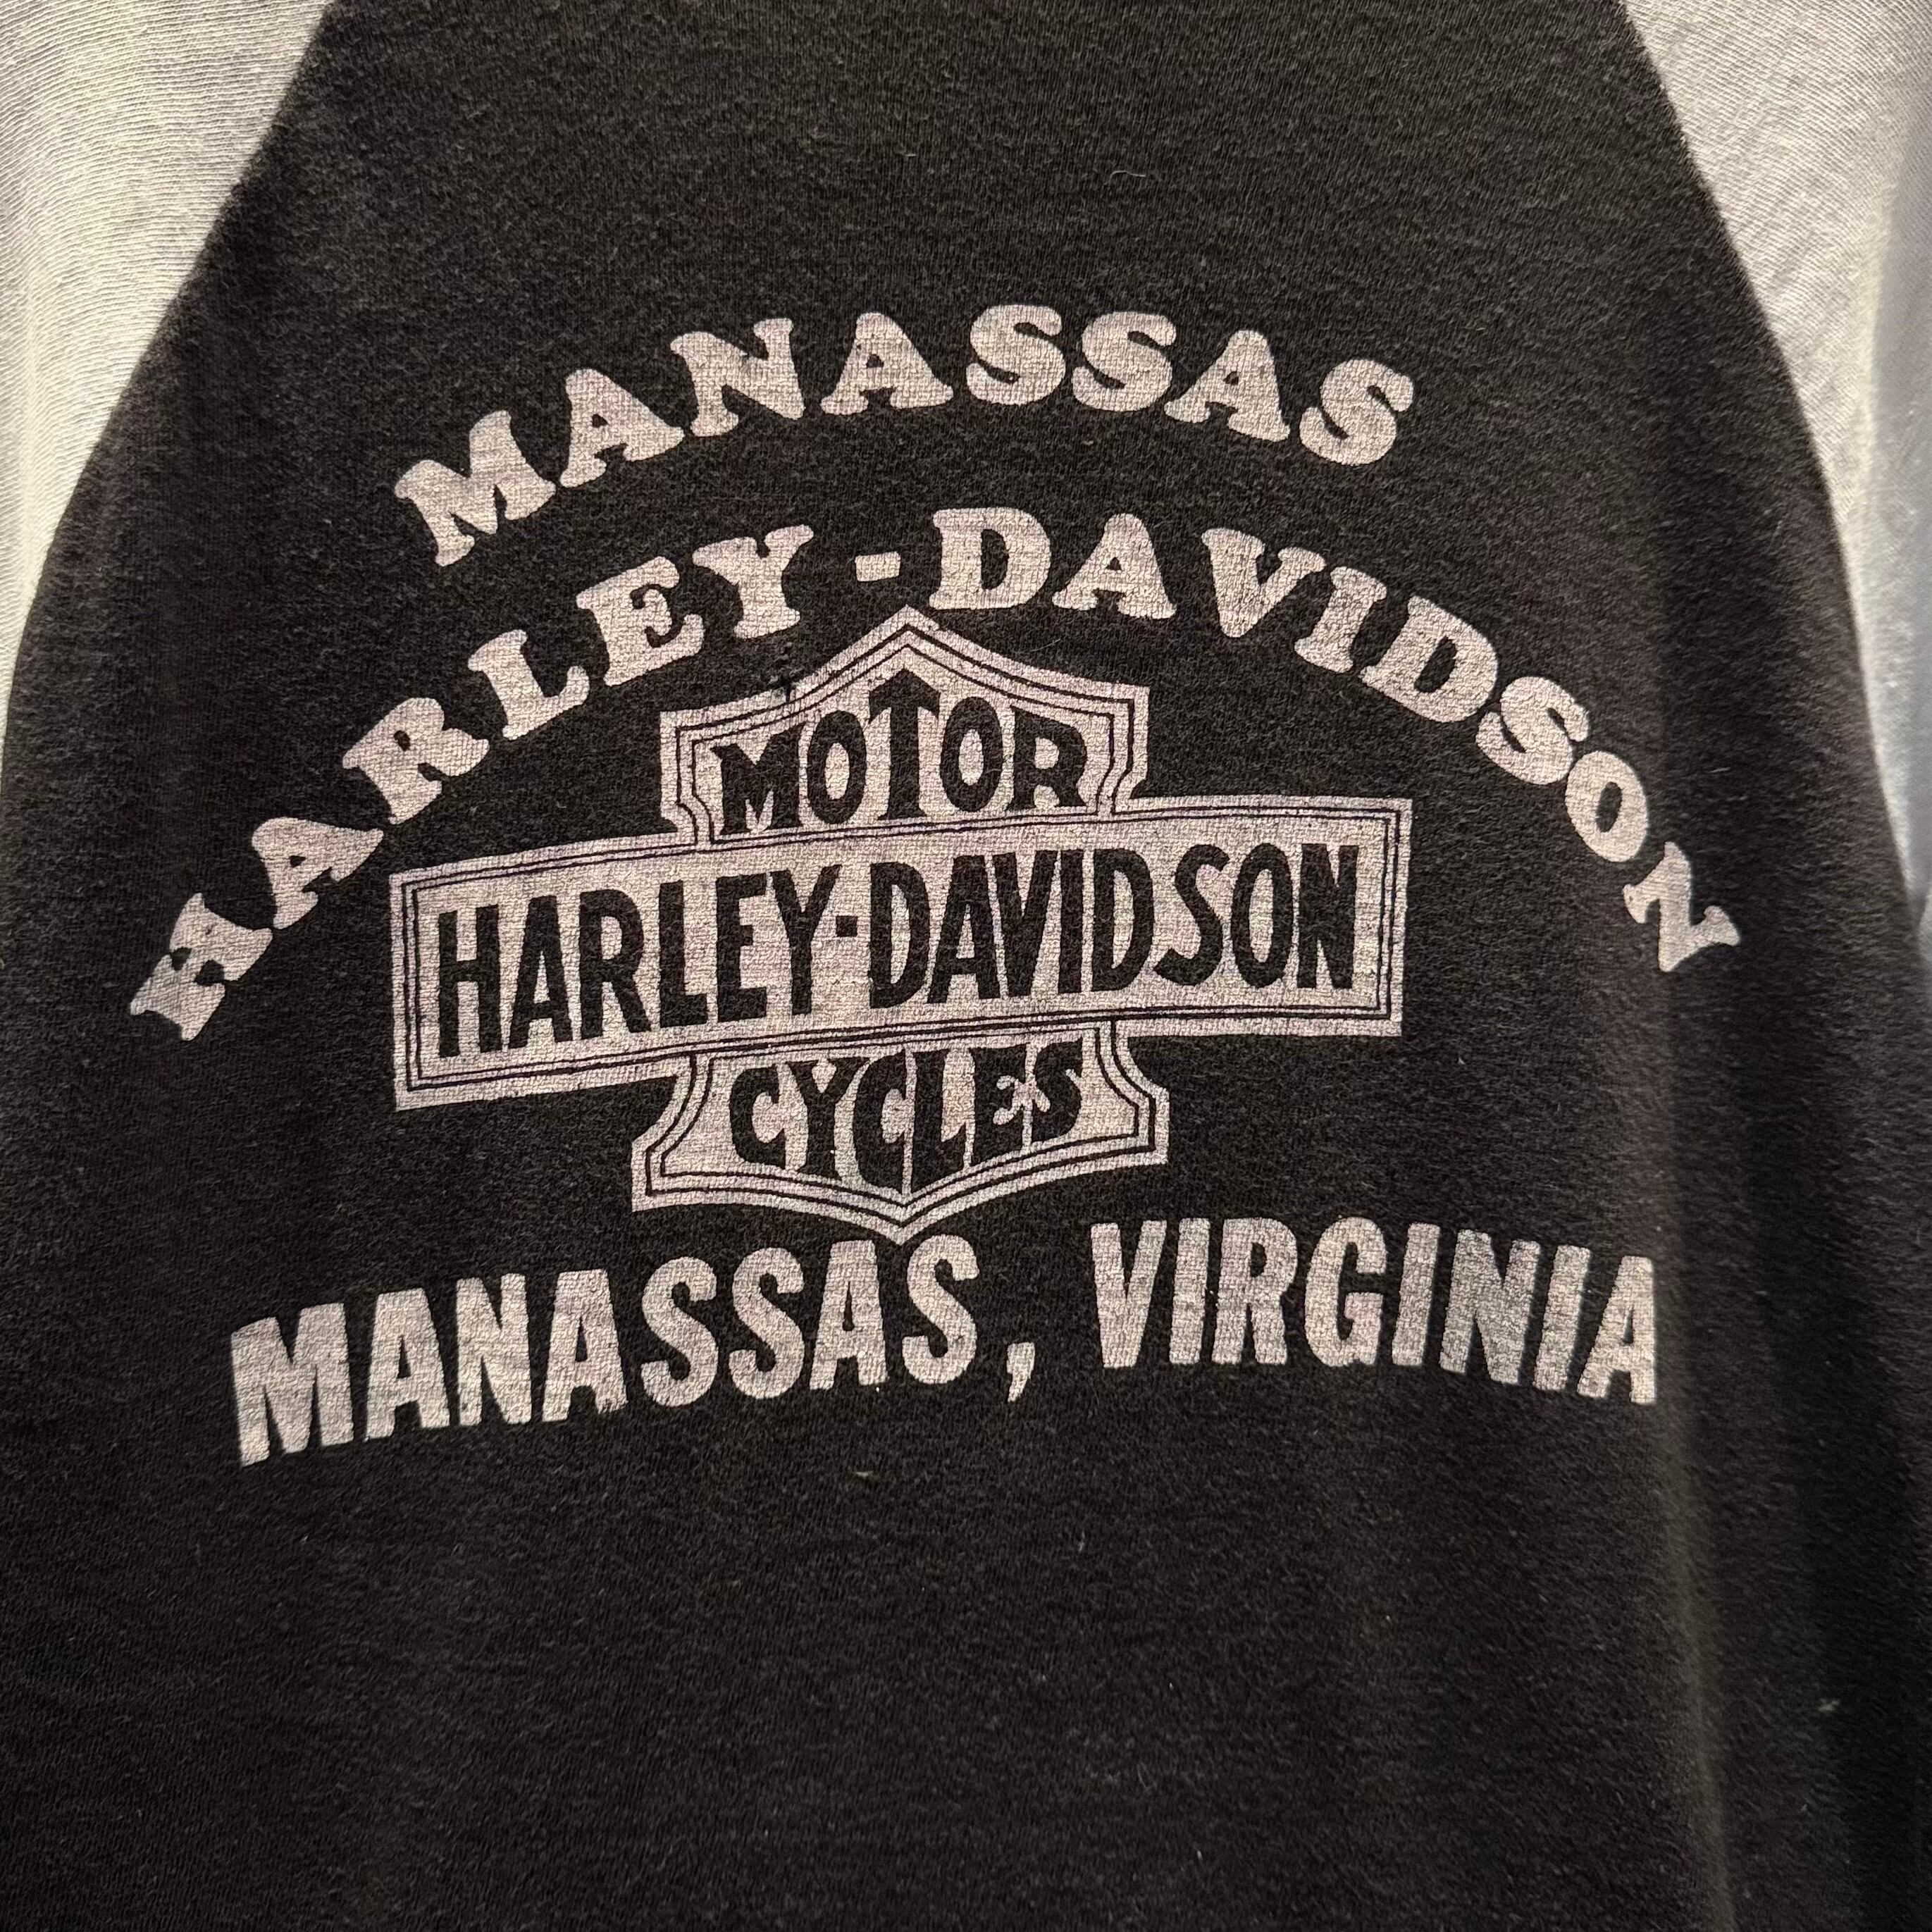 MANASSAS
HARLEY-DAVIDSON
MOTOR
HARLEY-DAVIDSON
CYCLES
MANASSAS, VIRGINIA